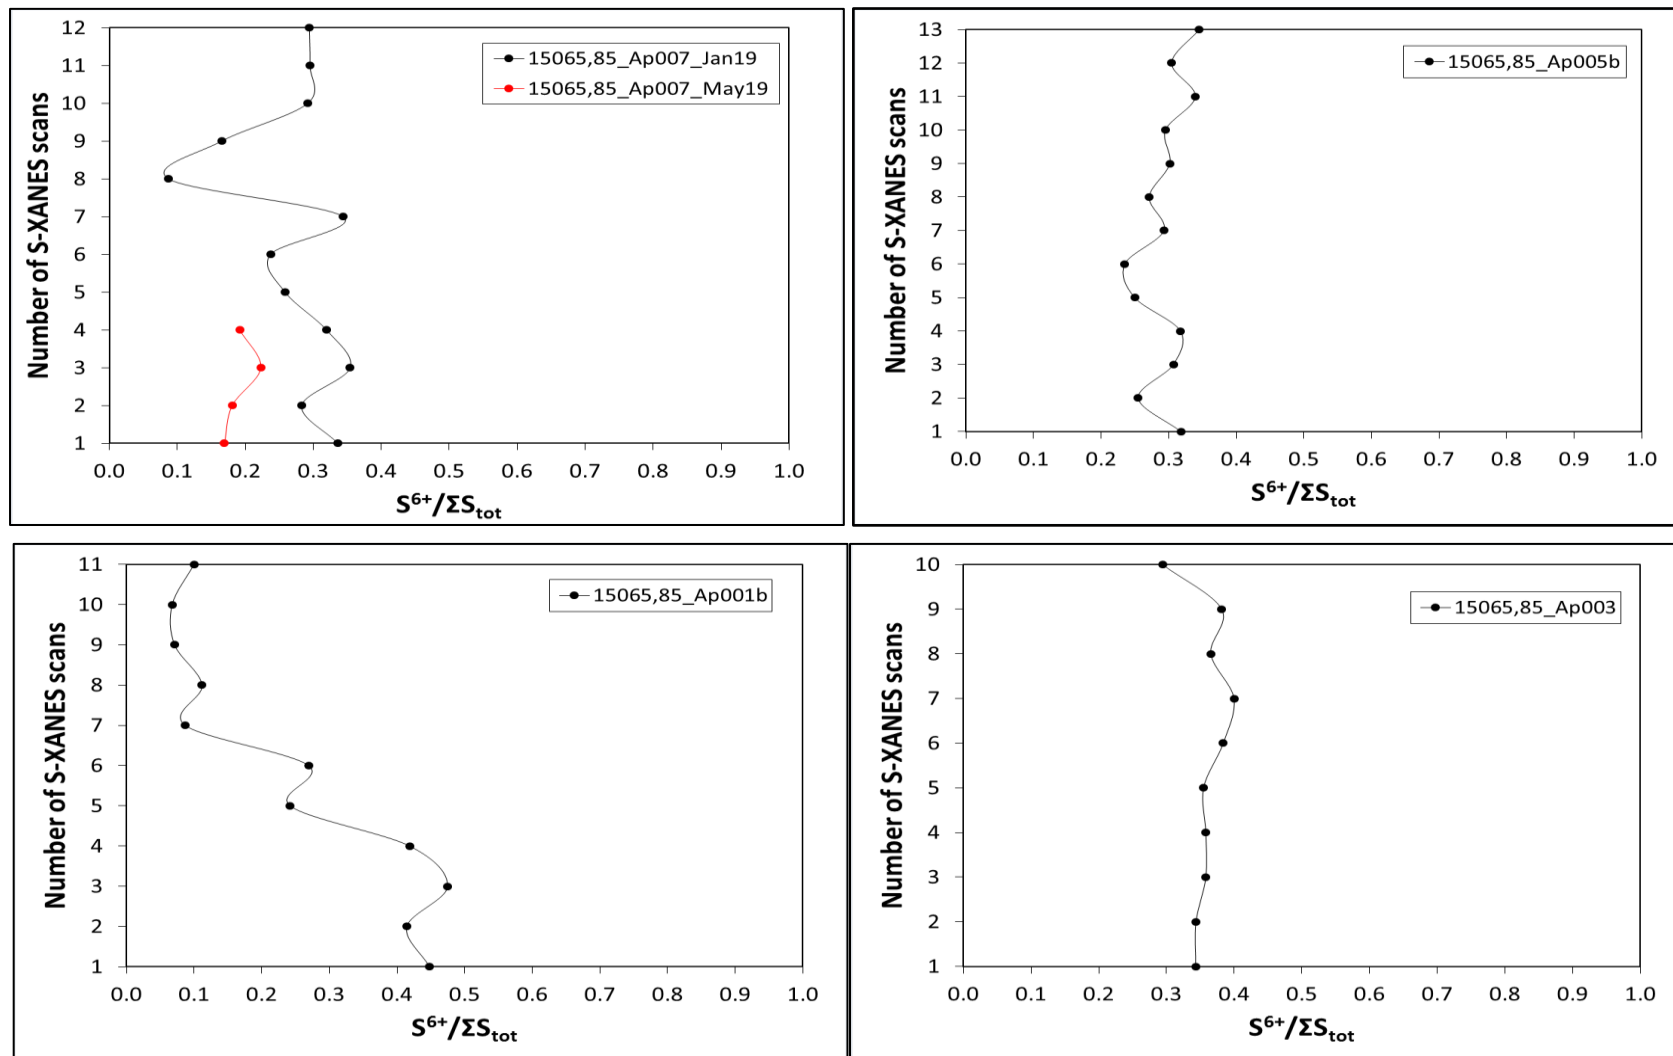 Number of S-XANES scans
12
11
10
9
8
7
6
5
4
3
2
1
15065,85_Ap007_Jan19
15065,85_Ap007_May19
0.0 0.1 0.2 0.3 0.4 0.5 0.6 0.7 0.8 0.9 1.0
S⁶⁺/ΣS_tot
Number of S-XANES scans
13
12
11
10
9
8
7
6
5
4
3
2
1
15065,85_Ap005b
0.0 0.1 0.2 0.3 0.4 0.5 0.6 0.7 0.8 0.9 1.0
S⁶⁺/ΣS_tot
Number of S-XANES scans
11
10
9
8
7
6
5
4
3
2
1
15065,85_Ap001b
0.0 0.1 0.2 0.3 0.4 0.5 0.6 0.7 0.8 0.9 1.0
S⁶⁺/ΣS_tot
Number of S-XANES scans
10
9
8
7
6
5
4
3
2
1
15065,85_Ap003
0.0 0.1 0.2 0.3 0.4 0.5 0.6 0.7 0.8 0.9 1.0
S⁶⁺/ΣS_tot